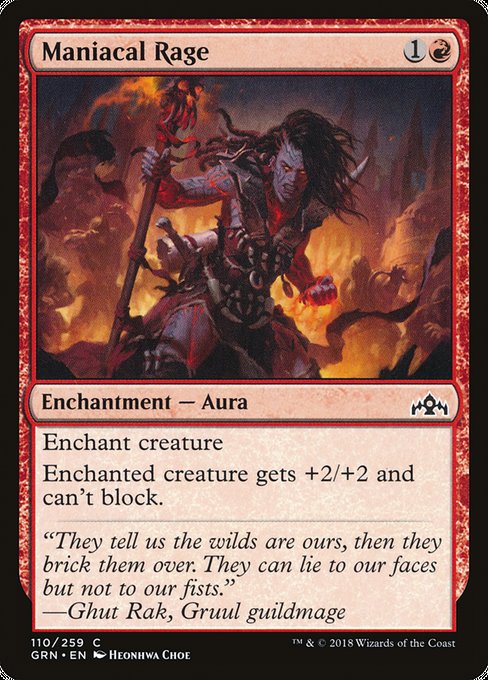 Maniacal Rage 1
Enchantment — Aura
Enchant creature
Enchanted creature gets +2/+2 and
can't block.
“They tell us the wilds are ours, then they
brick them over. They can lie to our faces
but not to our fists.”
—Ghut Rak, Gruul guildmage
110/259 C
GRN • EN Heonhwa Choe
™ & © 2018 Wizards of the Coast